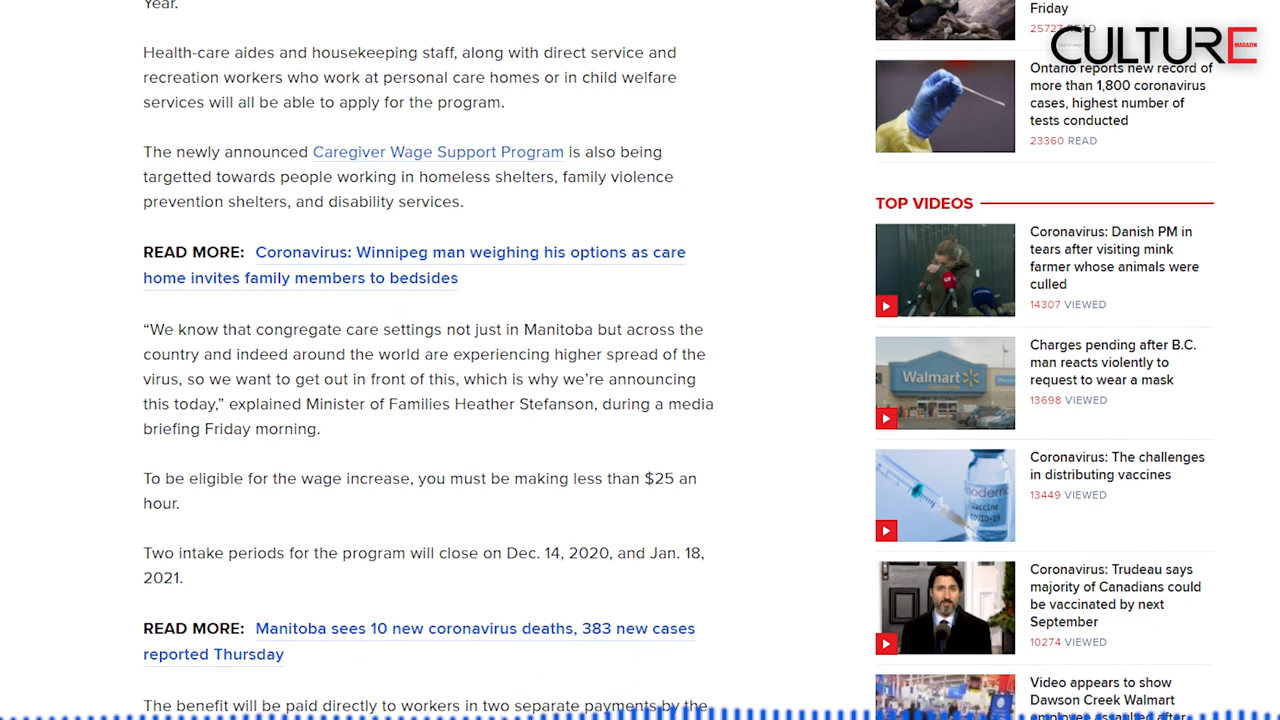 Year.
Health-care aides and housekeeping staff, along with direct service and
recreation workers who work at personal care homes or in child welfare
services will all be able to apply for the program.
The newly announced Caregiver Wage Support Program is also being
targetted towards people working in homeless shelters, family violence
prevention shelters, and disability services.
READ MORE: Coronavirus: Winnipeg man weighing his options as care
home invites family members to bedsides
“We know that congregate care settings not just in Manitoba but across the
country and indeed around the world are experiencing higher spread of the
virus, so we want to get out in front of this, which is why we’re announcing
this today,” explained Minister of Families Heather Stefanson, during a media
briefing Friday morning.
To be eligible for the wage increase, you must be making less than $25 an
hour.
Two intake periods for the program will close on Dec. 14, 2020, and Jan. 18,
2021.
READ MORE: Manitoba sees 10 new coronavirus deaths, 383 new cases
reported Thursday
The benefit will be paid directly to workers in two separate payments by the
Friday
25727 READ
CULTURE
MAGAZIN
Ontario reports new record of
more than 1,800 coronavirus
cases, highest number of
tests conducted
23360 READ
TOP VIDEOS
Coronavirus: Danish PM in
tears after visiting mink
farmer whose animals were
culled
14307 VIEWED
Walmart
Charges pending after B.C.
man reacts violently to
request to wear a mask
13698 VIEWED
moderna
Vaccine
COVID-19
Coronavirus: The challenges
in distributing vaccines
13449 VIEWED
Coronavirus: Trudeau says
majority of Canadians could
be vaccinated by next
September
10274 VIEWED
Video appears to show
Dawson Creek Walmart
employee assaulted after